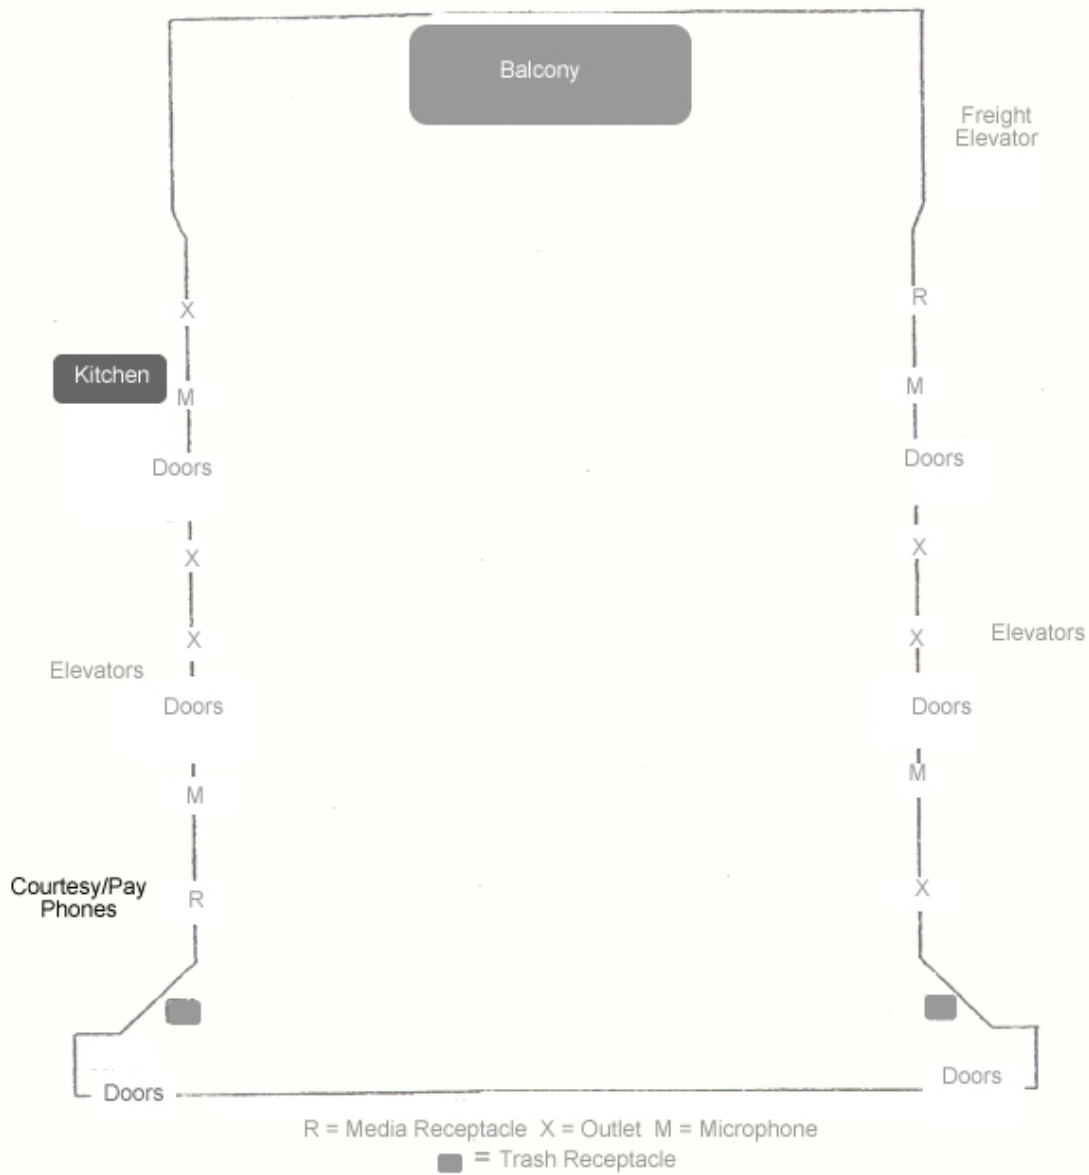 Balcony
Freight
Elevator
R
X
Kitchen
M
M
Doors
Doors
X
X
X
X
Elevators
Elevators
Doors
Doors
M
M
Courtesy/Pay
Phones
R
X
Doors
Doors
R = Media Receptacle X = Outlet M = Microphone
= Trash Receptacle